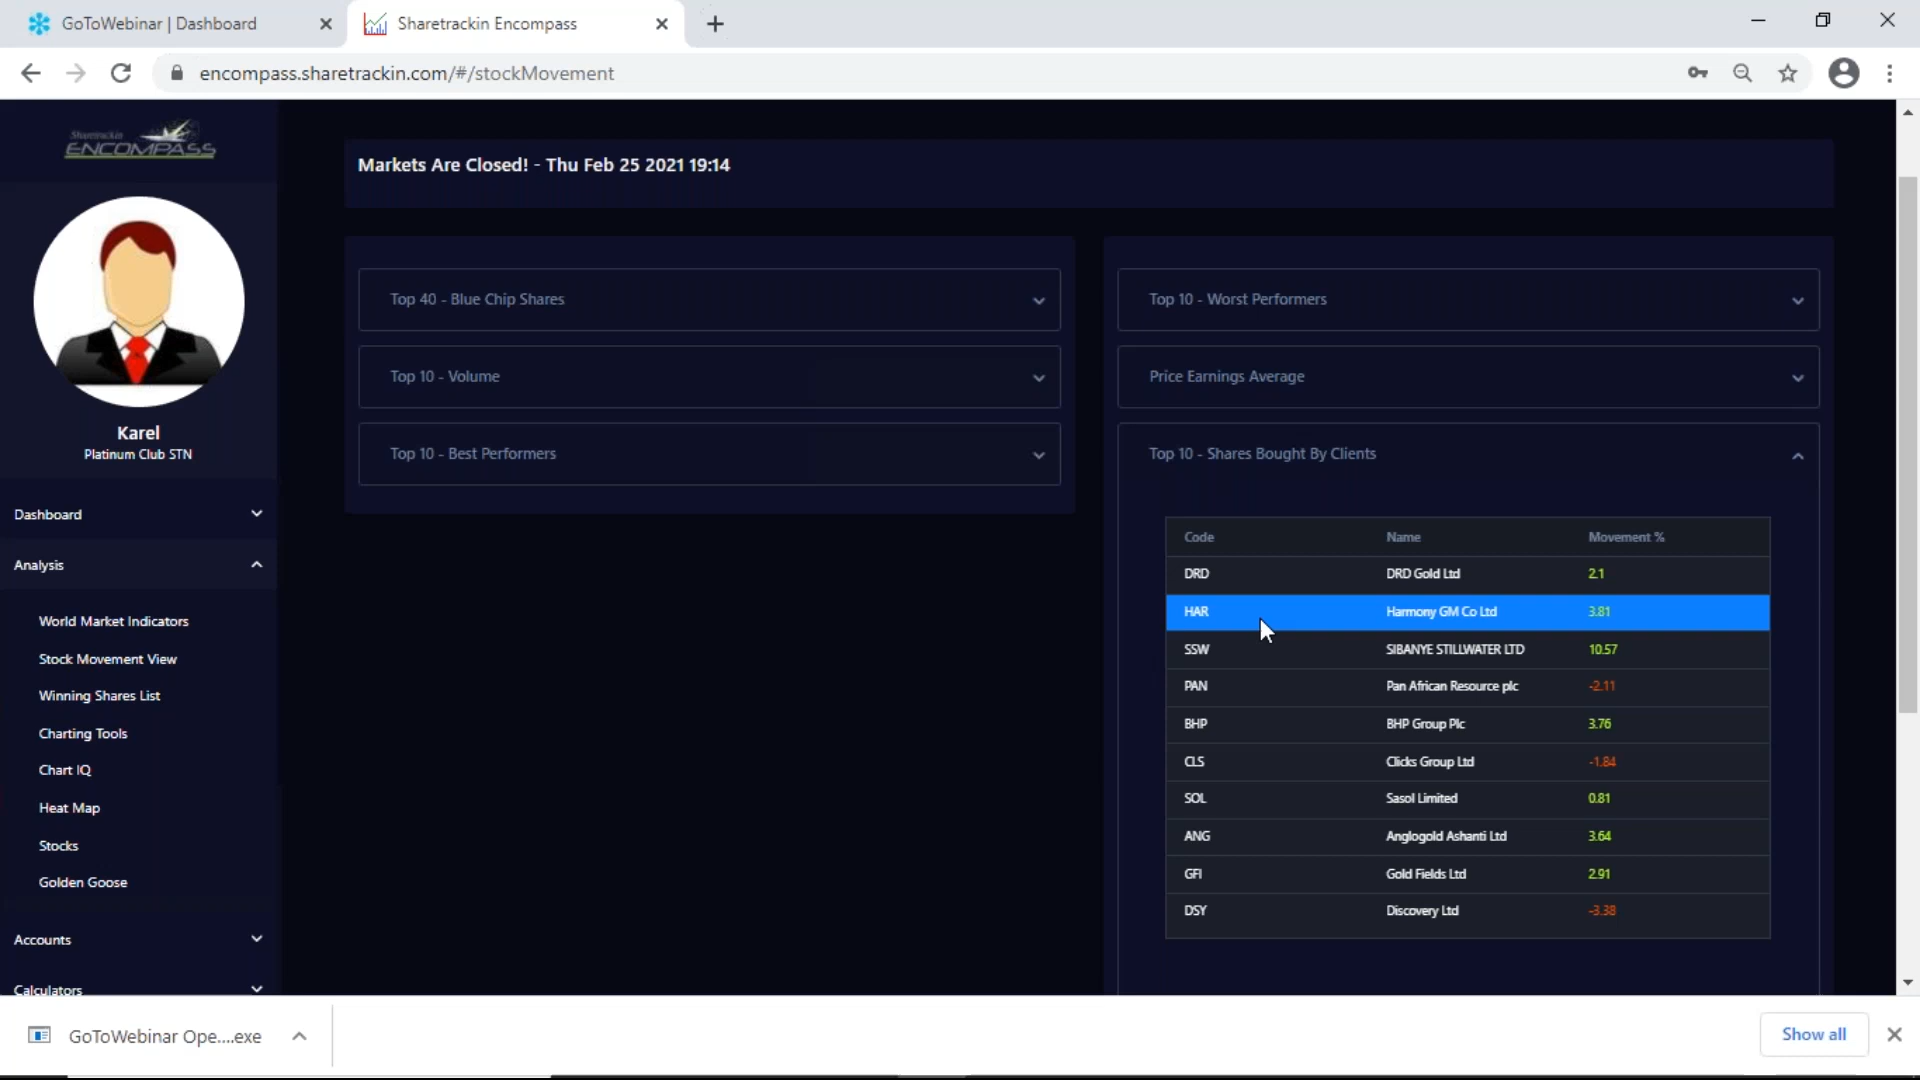 GoToWebinar | Dashboard
Sharetrackin Encompass
encompass.sharetrackin.com/#/stockMovement
Sharetrackin
ENCOMPASS
Karel
Platinum Club STN
Dashboard
Analysis
World Market Indicators
Stock Movement View
Winning Shares List
Charting Tools
Chart IQ
Heat Map
Stocks
Golden Goose
Accounts
Calculators
Markets Are Closed! - Thu Feb 25 2021 19:14
Top 40 - Blue Chip Shares
Top 10 - Volume
Top 10 - Best Performers
Top 10 - Worst Performers
Price Earnings Average
Top 10 - Shares Bought By Clients
Code Name Movement %
DRD DRD Gold Ltd 2.1
HAR Harmony GM Co Ltd 3.81
SSW SIBANYE STILLWATER LTD 10.57
PAN Pan African Resource plc -2.11
BHP BHP Group Plc 3.76
CLS Clicks Group Ltd -1.84
SOL Sasol Limited 0.81
ANG Anglogold Ashanti Ltd 3.64
GFI Gold Fields Ltd 2.91
DSY Discovery Ltd -3.38
GoToWebinar Ope....exe
Show all